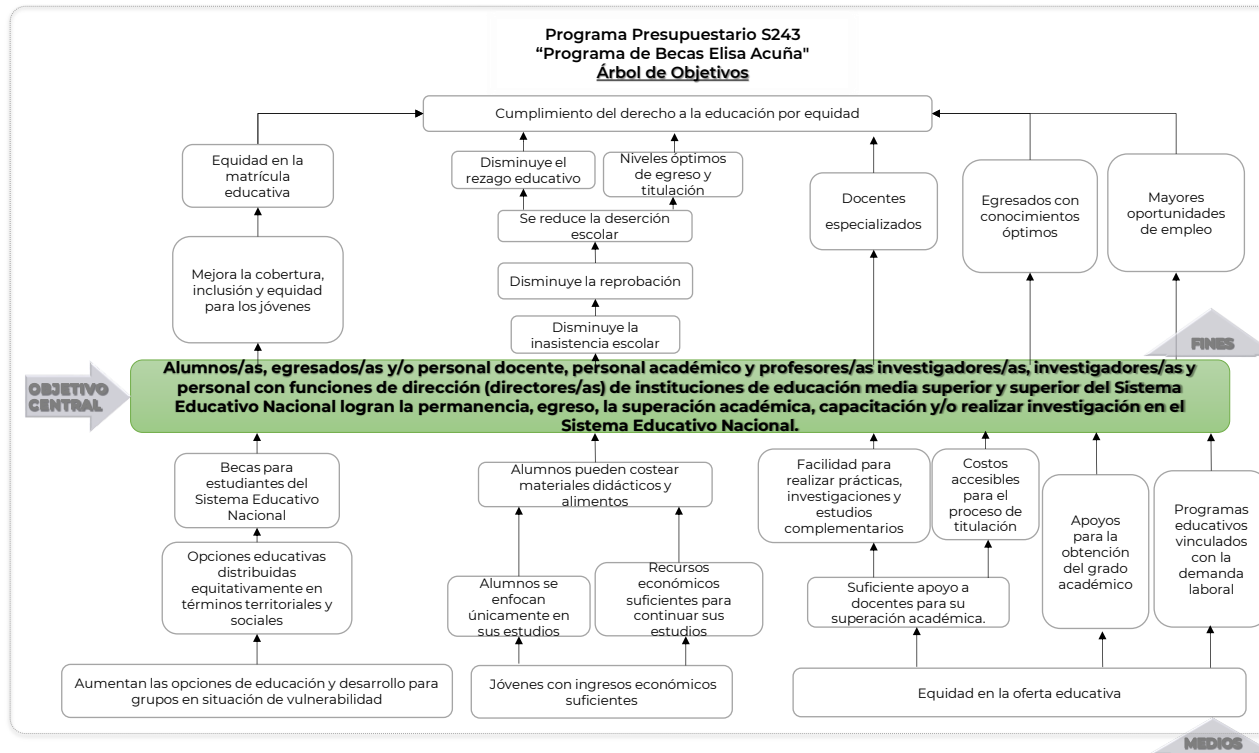 Programa Presupuestario S243
“Programa de Becas Elisa Acuña"
Árbol de Objetivos
Cumplimiento del derecho a la educación por equidad
Equidad en la
matrícula
educativa
Disminuye el
rezago educativo
Niveles óptimos
de egreso y
titulación
Docentes
especializados
Egresados con
conocimientos
óptimos
Mayores
oportunidades
de empleo
Se reduce la deserción
escolar
Mejora la cobertura,
inclusión y equidad
para los jóvenes
Disminuye la reprobación
Disminuye la
inasistencia escolar
FINES
OBJETIVO
CENTRAL
Alumnos/as, egresados/as y/o personal docente, personal académico y profesores/as investigadores/as, investigadores/as y
personal con funciones de dirección (directores/as) de instituciones de educación media superior y superior del Sistema
Educativo Nacional logran la permanencia, egreso, la superación académica, capacitación y/o realizar investigación en el
Sistema Educativo Nacional.
Becas para
estudiantes del
Sistema Educativo
Nacional
Alumnos pueden costear
materiales didácticos y
alimentos
Facilidad para
realizar prácticas,
investigaciones y
estudios
complementarios
Costos
accesibles
para el
proceso de
titulación
Apoyos
para la
obtención
del grado
académico
Programas
educativos
vinculados
con la
demanda
laboral
Opciones educativas
distribuidas
equitativamente en
términos territoriales y
sociales
Alumnos se
enfocan
únicamente en
sus estudios
Recursos
económicos
suficientes para
continuar sus
estudios
Suficiente apoyo a
docentes para su
superación académica.
Aumentan las opciones de educación y desarrollo para
grupos en situación de vulnerabilidad
Jóvenes con ingresos económicos
suficientes
Equidad en la oferta educativa
MEDIOS